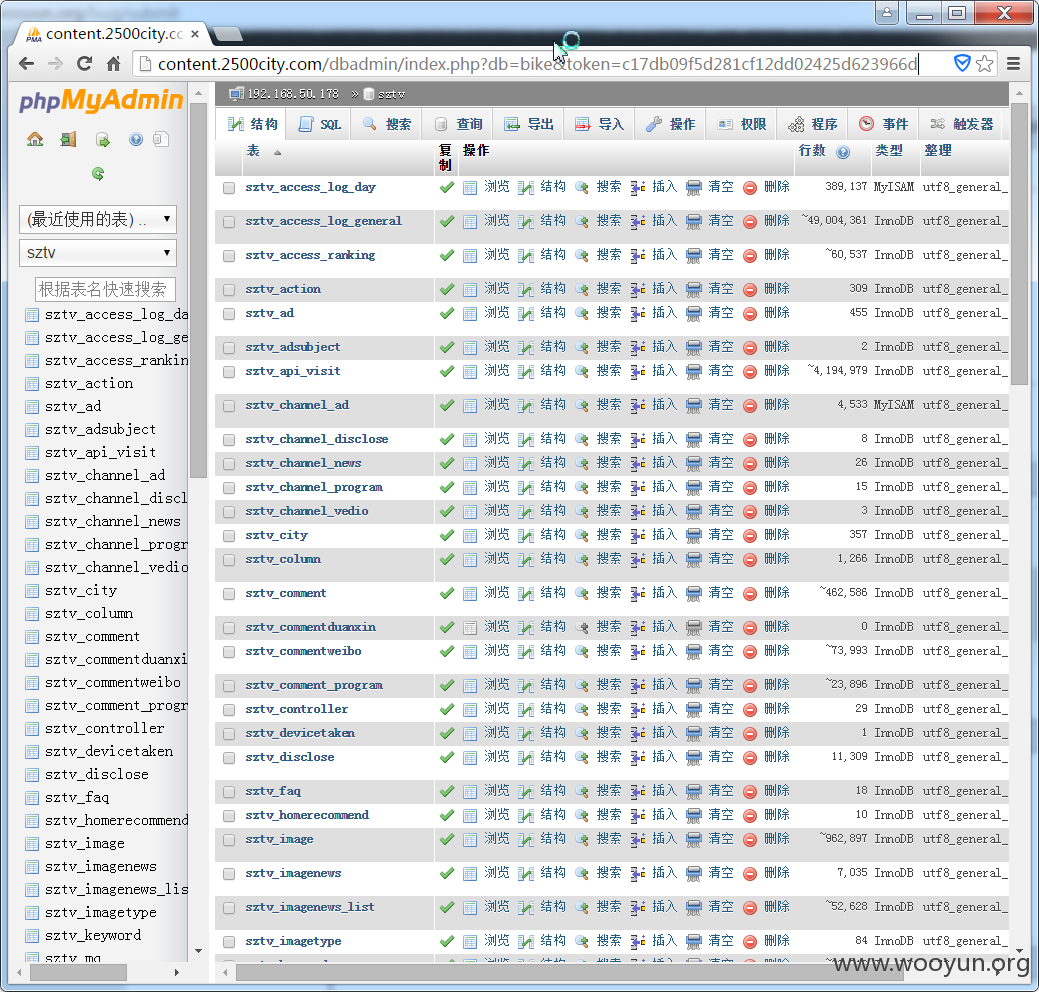 content.2500city.cc
content.2500city.com/dbadmin/index.php?db=bike&token=c17db09f5d281cf12dd02425d623966d
phpMyAdmin
(最近使用的表) ..
sztv
根据表名快速搜索
sztv_access_log_da
sztv_access_log_ge
sztv_access_rankin
sztv_action
sztv_ad
sztv_adsubject
sztv_api_visit
sztv_channel_ad
sztv_channel_discl
sztv_channel_news
sztv_channel_progr
sztv_channel_vedio
sztv_city
sztv_column
sztv_comment
sztv_commentduanxi
sztv_commentweibo
sztv_comment_progr
sztv_controller
sztv_devicetaken
sztv_disclose
sztv_faq
sztv_homerecommend
sztv_image
sztv_imagenews
sztv_imagenews_lis
sztv_imagetype
sztv_keyword
sztv_mq
192.168.50.178 » sztv
结构 SQL 搜索 查询 导出 导入 操作 权限 程序 事件 触发器
表 复制 操作 行数 类型 整理
sztv_access_log_day 浏览 结构 搜索 插入 清空 删除 389,137 MyISAM utf8_general_
sztv_access_log_general 浏览 结构 搜索 插入 清空 删除 ~49,004,361 InnoDB utf8_general_
sztv_access_ranking 浏览 结构 搜索 插入 清空 删除 ~60,537 InnoDB utf8_general_
sztv_action 浏览 结构 搜索 插入 清空 删除 309 InnoDB utf8_general_
sztv_ad 浏览 结构 搜索 插入 清空 删除 455 InnoDB utf8_general_
sztv_adsubject 浏览 结构 搜索 插入 清空 删除 2 InnoDB utf8_general_
sztv_api_visit 浏览 结构 搜索 插入 清空 删除 ~4,194,979 InnoDB utf8_general_
sztv_channel_ad 浏览 结构 搜索 插入 清空 删除 4,533 MyISAM utf8_general_
sztv_channel_disclose 浏览 结构 搜索 插入 清空 删除 8 InnoDB utf8_general_
sztv_channel_news 浏览 结构 搜索 插入 清空 删除 26 InnoDB utf8_general_
sztv_channel_program 浏览 结构 搜索 插入 清空 删除 15 InnoDB utf8_general_
sztv_channel_vedio 浏览 结构 搜索 插入 清空 删除 3 InnoDB utf8_general_
sztv_city 浏览 结构 搜索 插入 清空 删除 357 InnoDB utf8_general_
sztv_column 浏览 结构 搜索 插入 清空 删除 1,266 InnoDB utf8_general_
sztv_comment 浏览 结构 搜索 插入 清空 删除 ~462,586 InnoDB utf8_general_
sztv_commentduanxin 浏览 结构 搜索 插入 清空 删除 0 InnoDB utf8_general_
sztv_commentweibo 浏览 结构 搜索 插入 清空 删除 ~73,993 InnoDB utf8_general_
sztv_comment_program 浏览 结构 搜索 插入 清空 删除 ~23,896 InnoDB utf8_general_
sztv_controller 浏览 结构 搜索 插入 清空 删除 29 InnoDB utf8_general_
sztv_devicetaken 浏览 结构 搜索 插入 清空 删除 1 InnoDB utf8_general_
sztv_disclose 浏览 结构 搜索 插入 清空 删除 11,309 InnoDB utf8_general_
sztv_faq 浏览 结构 搜索 插入 清空 删除 18 InnoDB utf8_general_
sztv_homerecommend 浏览 结构 搜索 插入 清空 删除 10 InnoDB utf8_general_
sztv_image 浏览 结构 搜索 插入 清空 删除 ~962,897 InnoDB utf8_general_
sztv_imagenews 浏览 结构 搜索 插入 清空 删除 7,035 InnoDB utf8_general_
sztv_imagenews_list 浏览 结构 搜索 插入 清空 删除 ~52,628 InnoDB utf8_general_
sztv_imagetype 浏览 结构 搜索 插入 清空 删除 84 InnoDB utf8_general_
www.wooyun.org